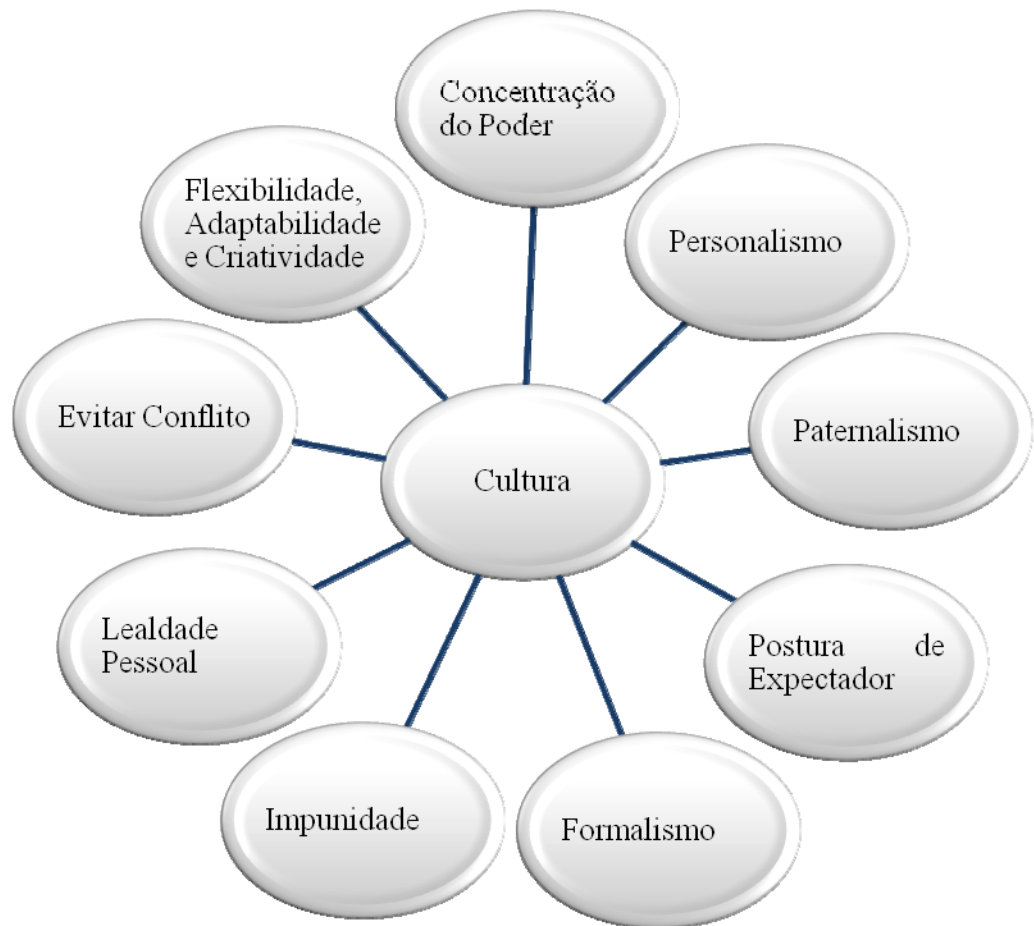 Concentração
do Poder
Personalismo
Paternalismo
Postura de
Expectador
Formalismo
Impunidade
Lealdade
Pessoal
Evitar Conflito
Flexibilidade,
Adaptabilidade
e Criatividade
Cultura